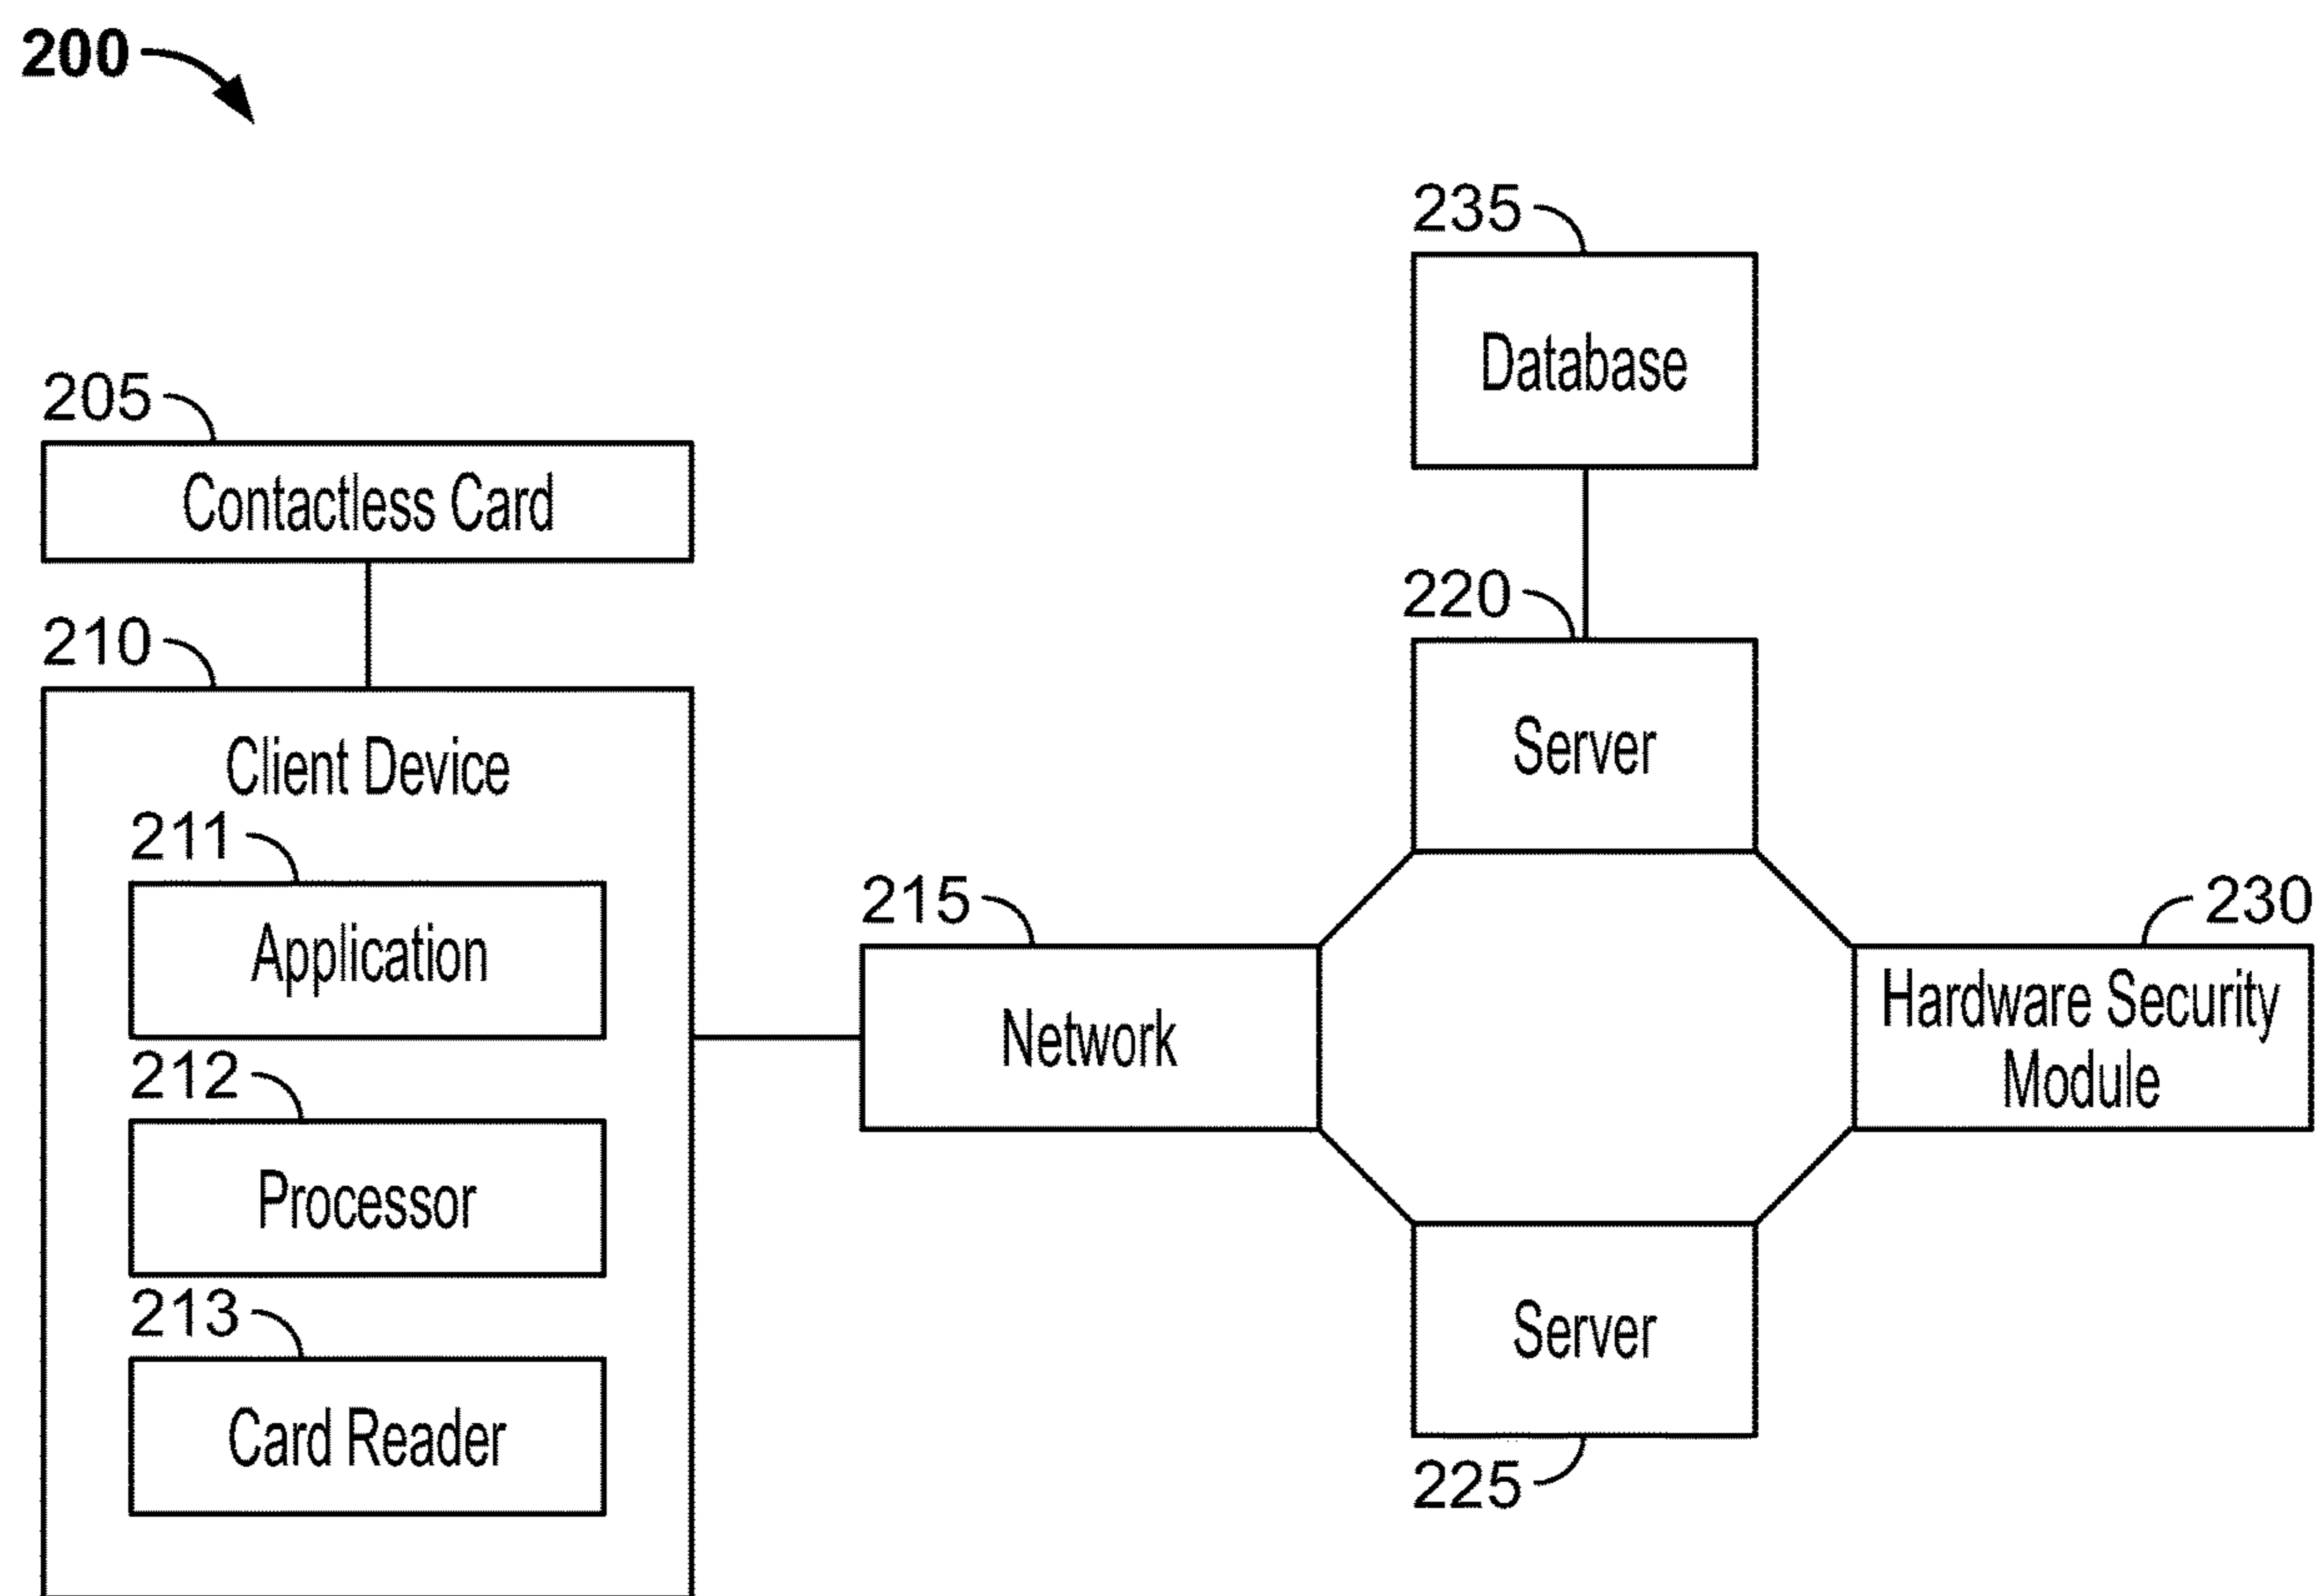 200
235
Database
205
Contactless Card
220
Server
210
Client Device
211
Application
212
Processor
213
Card Reader
215
Network
230
Hardware Security
Module
Server
225